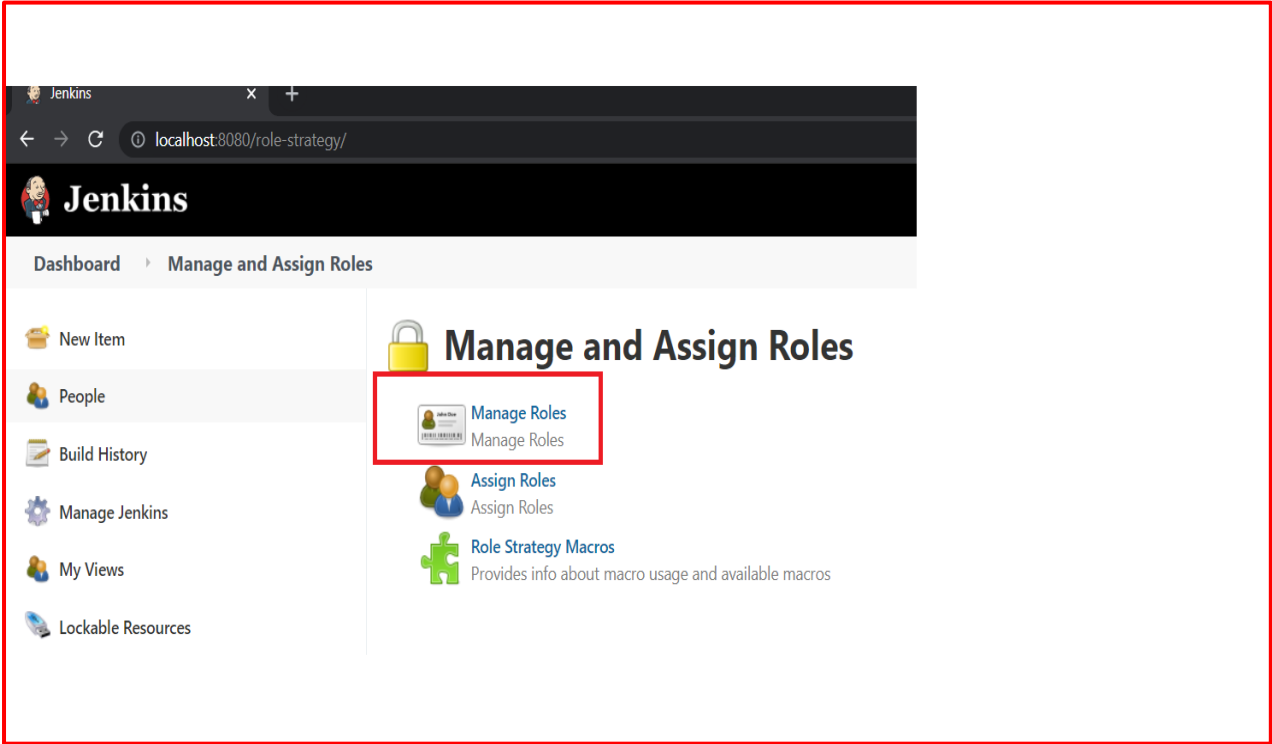 Jenkins
localhost:8080/role-strategy/
Jenkins
Dashboard Manage and Assign Roles
New Item
People
Build History
Manage Jenkins
My Views
Lockable Resources
Manage and Assign Roles
Manage Roles
Manage Roles
Assign Roles
Assign Roles
Role Strategy Macros
Provides info about macro usage and available macros